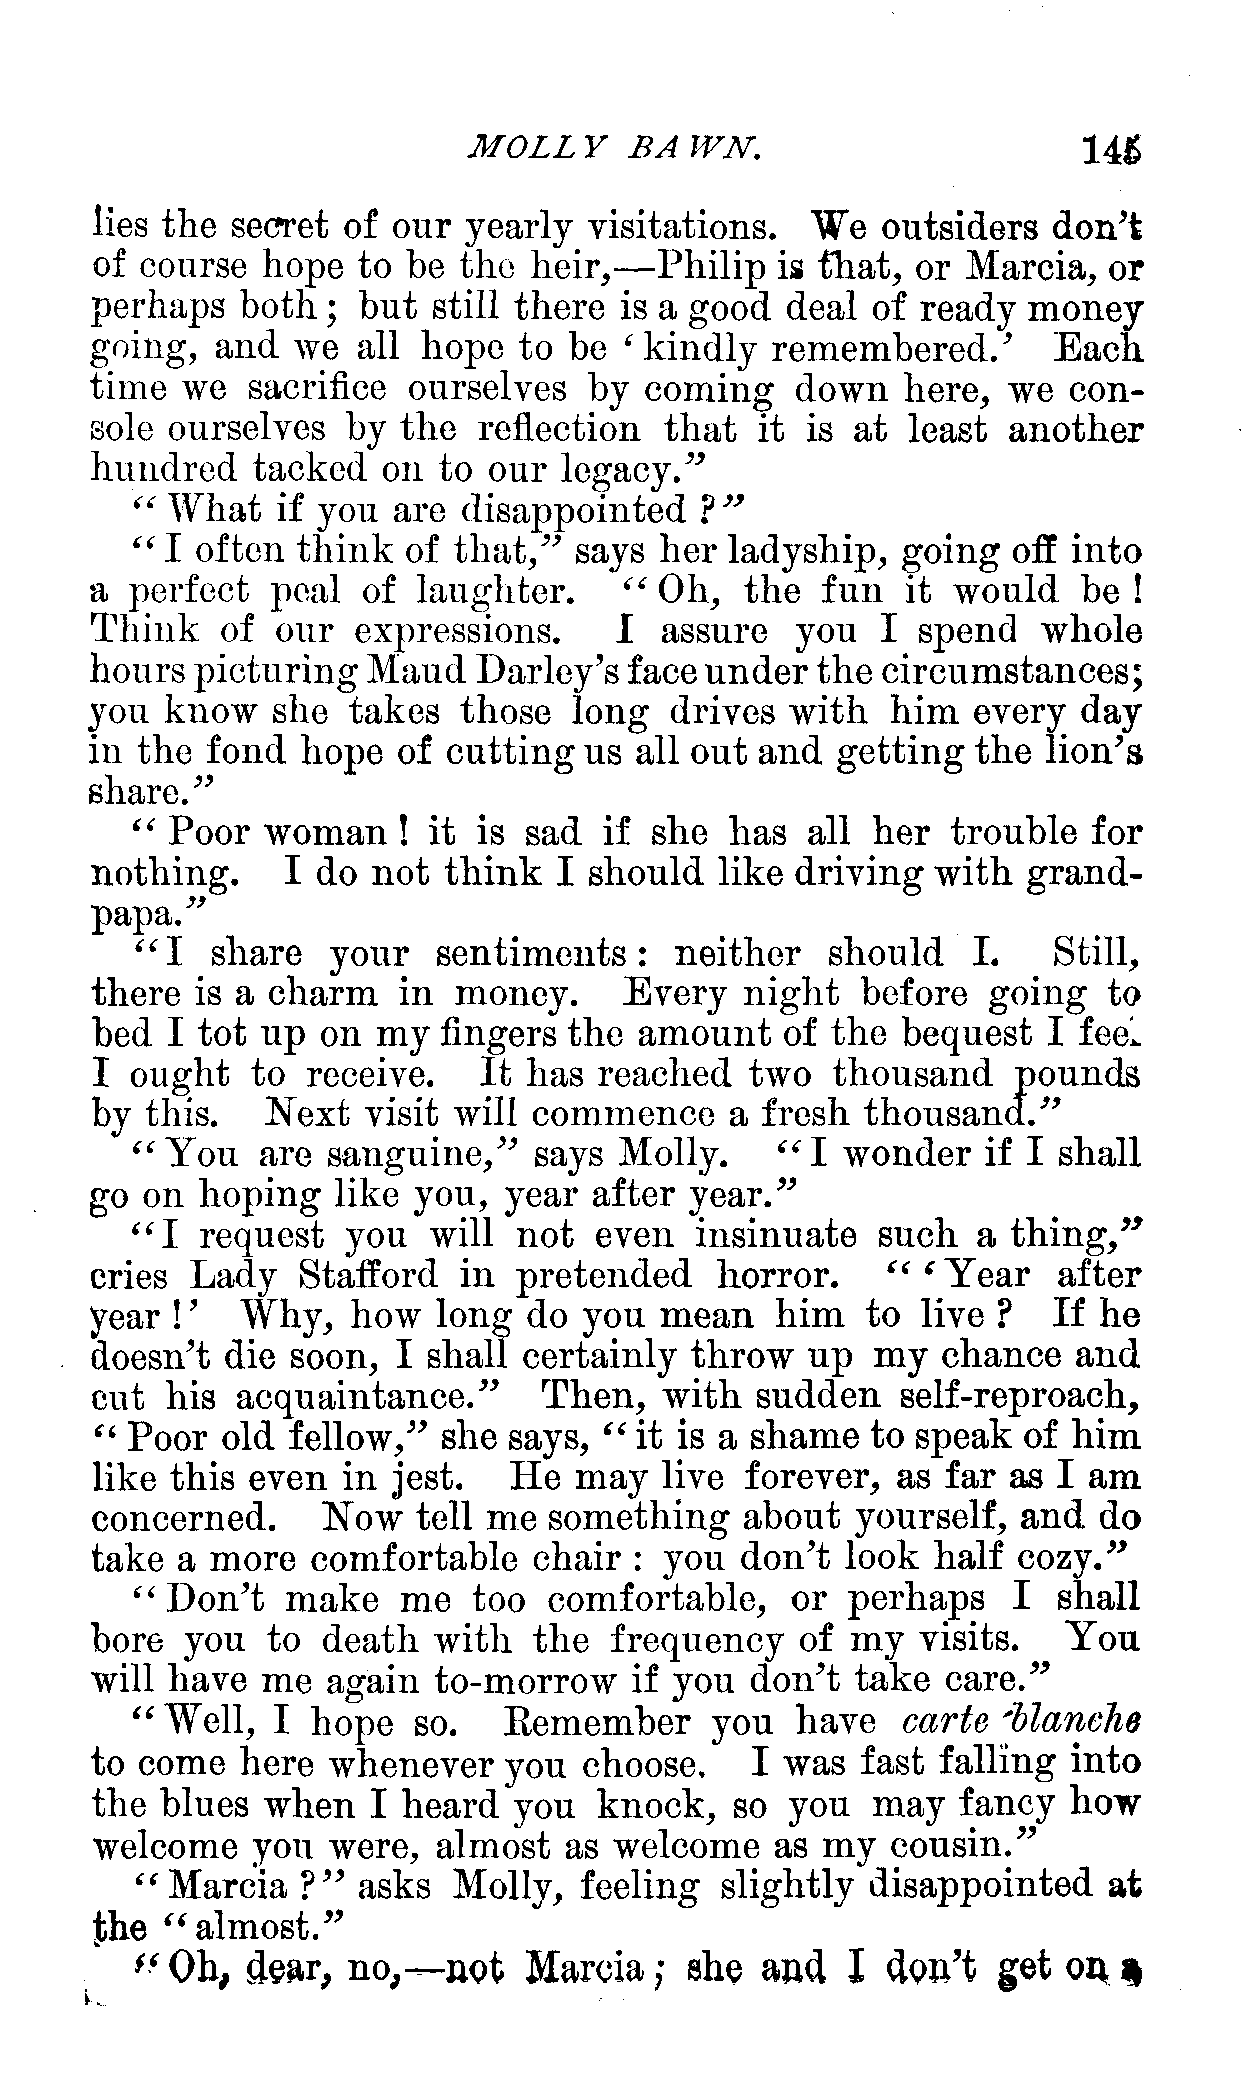 MOLLY BAWN. 145
lies the secret of our yearly visitations. We outsiders don't
of course hope to be the heir,—Philip is that, or Marcia, or
perhaps both ; but still there is a good deal of ready money
going, and we all hope to be ‘ kindly remembered.’ Each
time we sacrifice ourselves by coming down here, we con-
sole ourselves by the reflection that it is at least another
hundred tacked on to our legacy.”
“ What if you are disappointed ?”
“ I often think of that,” says her ladyship, going off into
a perfect peal of laughter. “ Oh, the fun it would be !
Think of our expressions. I assure you I spend whole
hours picturing Maud Darley's face under the circumstances;
you know she takes those long drives with him every day
in the fond hope of cutting us all out and getting the lion's
share.”
“ Poor woman ! it is sad if she has all her trouble for
nothing. I do not think I should like driving with grand-
papa.”
“ I share your sentiments : neither should I. Still,
there is a charm in money. Every night before going to
bed I tot up on my fingers the amount of the bequest I feel
I ought to receive. It has reached two thousand pounds
by this. Next visit will commence a fresh thousand.”
“ You are sanguine,” says Molly. “ I wonder if I shall
go on hoping like you, year after year.”
“ I request you will not even insinuate such a thing,”
cries Lady Stafford in pretended horror. “ ‘ Year after
year !’ Why, how long do you mean him to live ? If he
doesn't die soon, I shall certainly throw up my chance and
cut his acquaintance.” Then, with sudden self-reproach,
“ Poor old fellow,” she says, “ it is a shame to speak of him
like this even in jest. He may live forever, as far as I am
concerned. Now tell me something about yourself, and do
take a more comfortable chair : you don't look half cozy.”
“ Don't make me too comfortable, or perhaps I shall
bore you to death with the frequency of my visits. You
will have me again to-morrow if you don't take care.”
“ Well, I hope so. Remember you have carte blanche
to come here whenever you choose. I was fast falling into
the blues when I heard you knock, so you may fancy how
welcome you were, almost as welcome as my cousin.”
“ Marcia ?” asks Molly, feeling slightly disappointed at
the “ almost.”
“ Oh, dear, no,—not Marcia ; she and I don't get on a